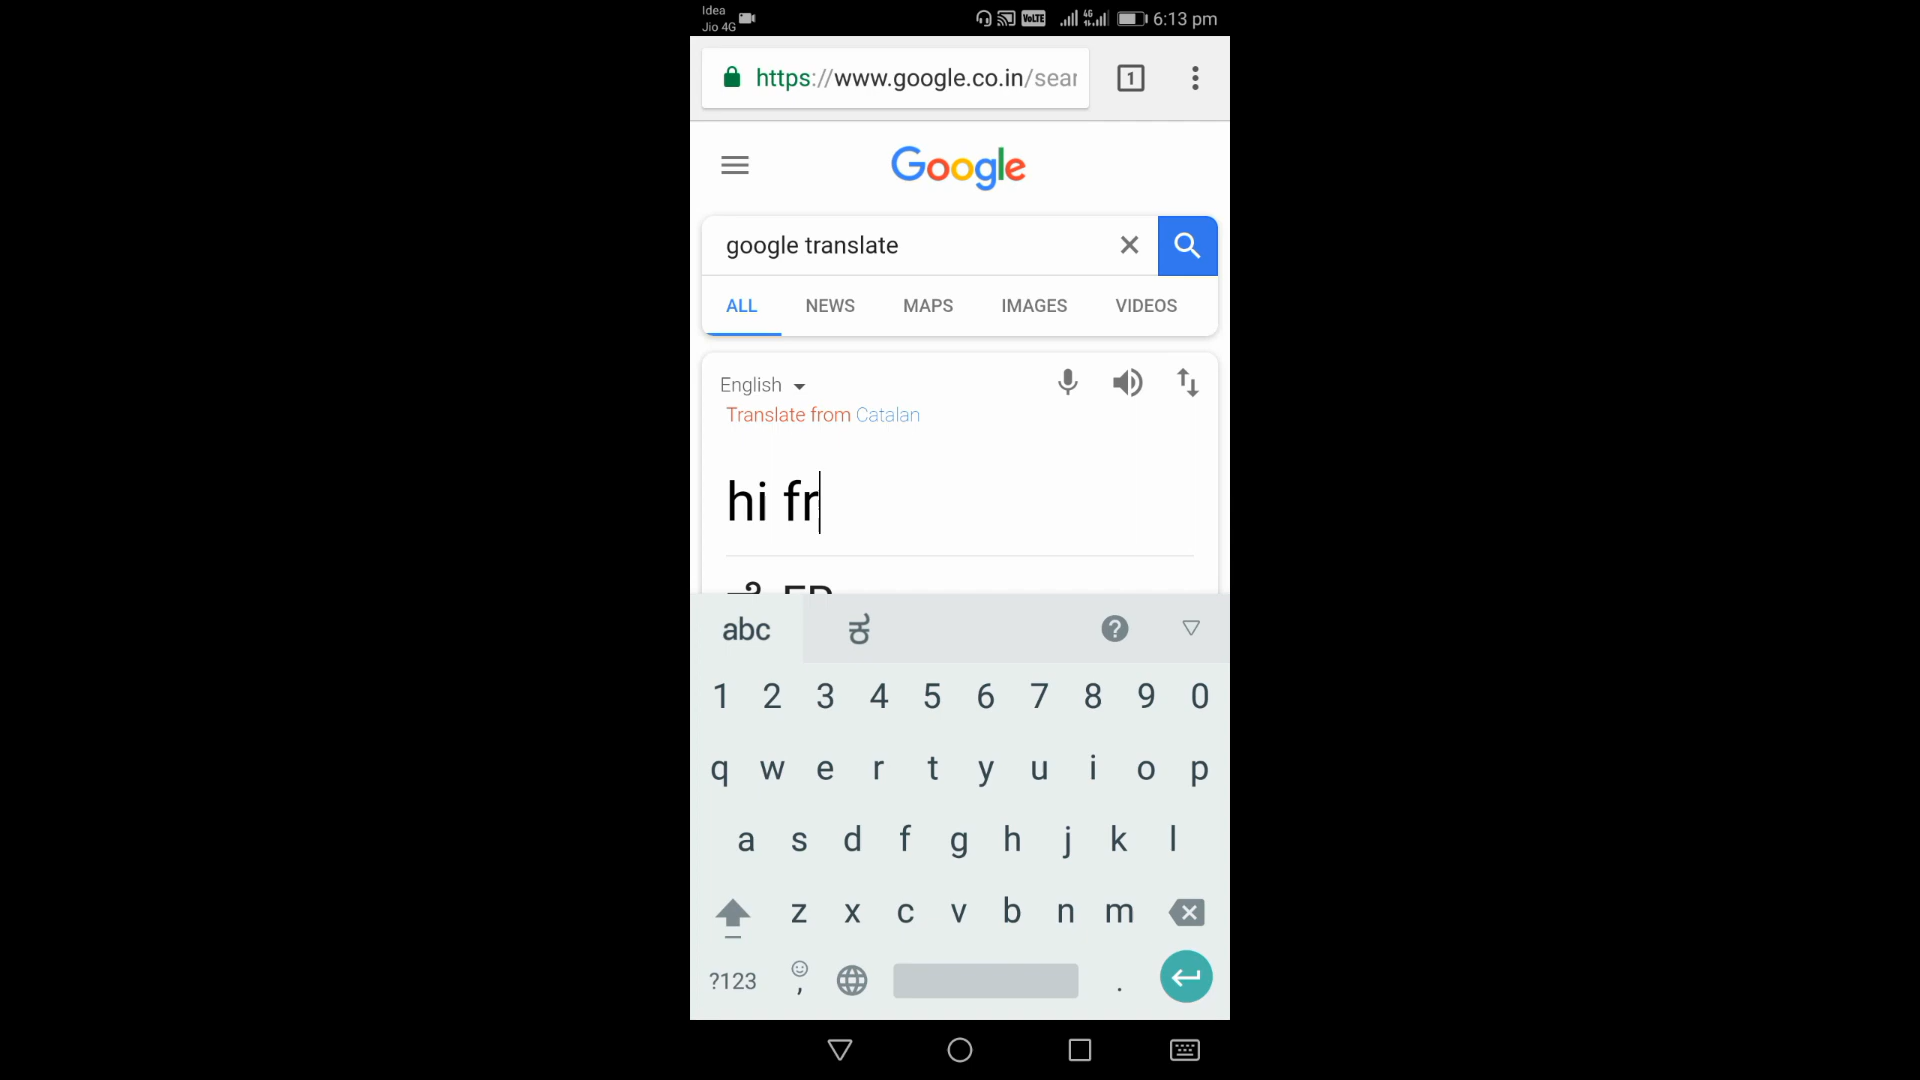 Idea
Jio 4G
VoLTE 4G 6:13 pm
https://www.google.co.in/sear
1
Google
google translate
ALL NEWS MAPS IMAGES VIDEOS
English
Translate from Catalan
hi fr
abc ಕ
1 2 3 4 5 6 7 8 9 0
q w e r t y u i o p
a s d f g h j k l
z x c v b n m
?123 , .